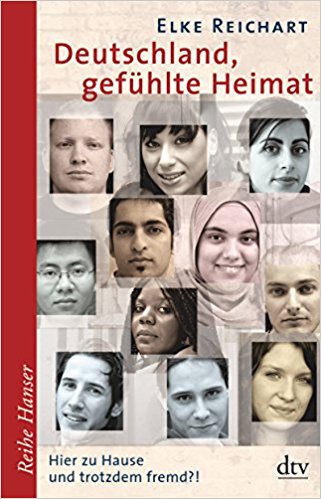 Elke Reichart
Deutschland,
gefühlte Heimat
Reihe Hanser
Hier zu Hause
und trotzdem fremd?!
dtv